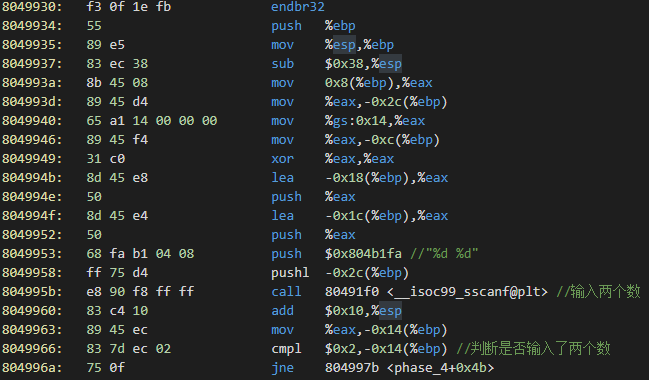 8049930: f3 0f 1e fb endbr32
8049934: 55 push %ebp
8049935: 89 e5 mov %esp,%ebp
8049937: 83 ec 38 sub $0x38,%esp
804993a: 8b 45 08 mov 0x8(%ebp),%eax
804993d: 89 45 d4 mov %eax,-0x2c(%ebp)
8049940: 65 a1 14 00 00 00 mov %gs:0x14,%eax
8049946: 89 45 f4 mov %eax,-0xc(%ebp)
8049949: 31 c0 xor %eax,%eax
804994b: 8d 45 e8 lea -0x18(%ebp),%eax
804994e: 50 push %eax
804994f: 8d 45 e4 lea -0x1c(%ebp),%eax
8049952: 50 push %eax
8049953: 68 fa b1 04 08 push $0x804b1fa //"%d %d"
8049958: ff 75 d4 pushl -0x2c(%ebp)
804995b: e8 90 f8 ff ff call 80491f0 <__isoc99_sscanf@plt> //输入两个数
8049960: 83 c4 10 add $0x10,%esp
8049963: 89 45 ec mov %eax,-0x14(%ebp)
8049966: 83 7d ec 02 cmpl $0x2,-0x14(%ebp) //判断是否输入了两个数
804996a: 75 0f jne 804997b <phase_4+0x4b>